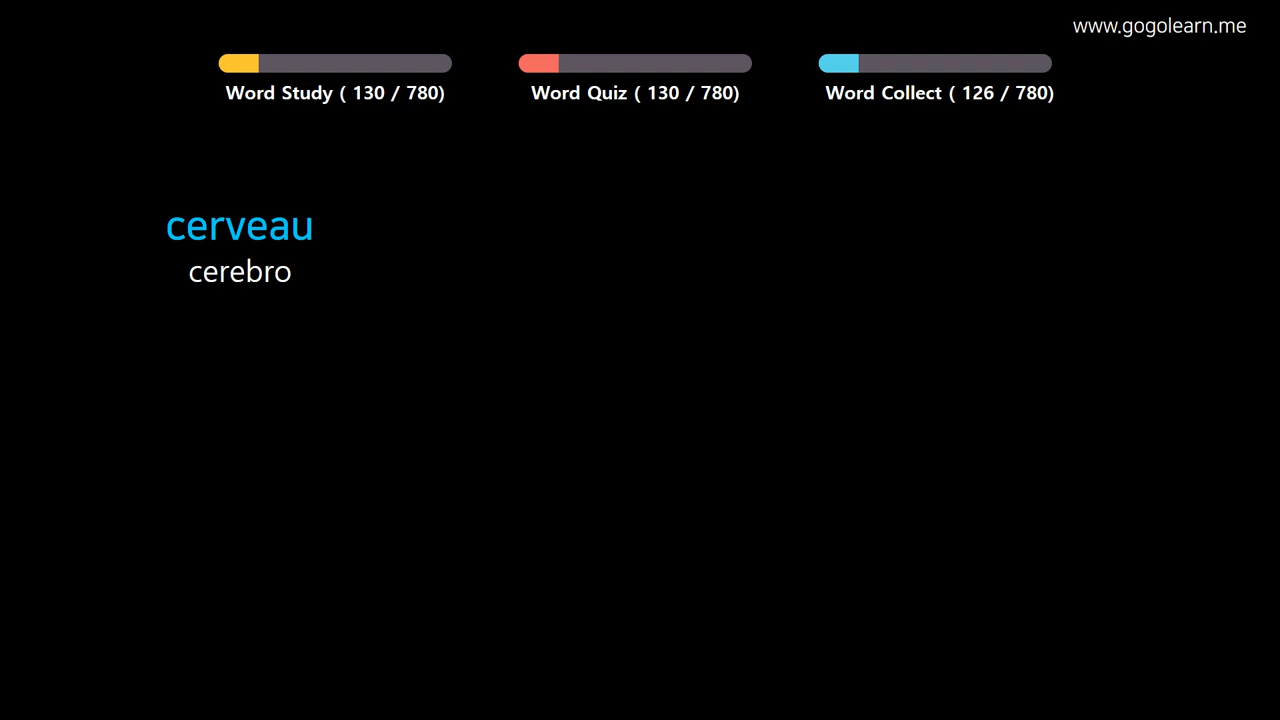 www.gogolearn.me
Word Study ( 130 / 780)
Word Quiz ( 130 / 780)
Word Collect ( 126 / 780)
cerveau
cerebro